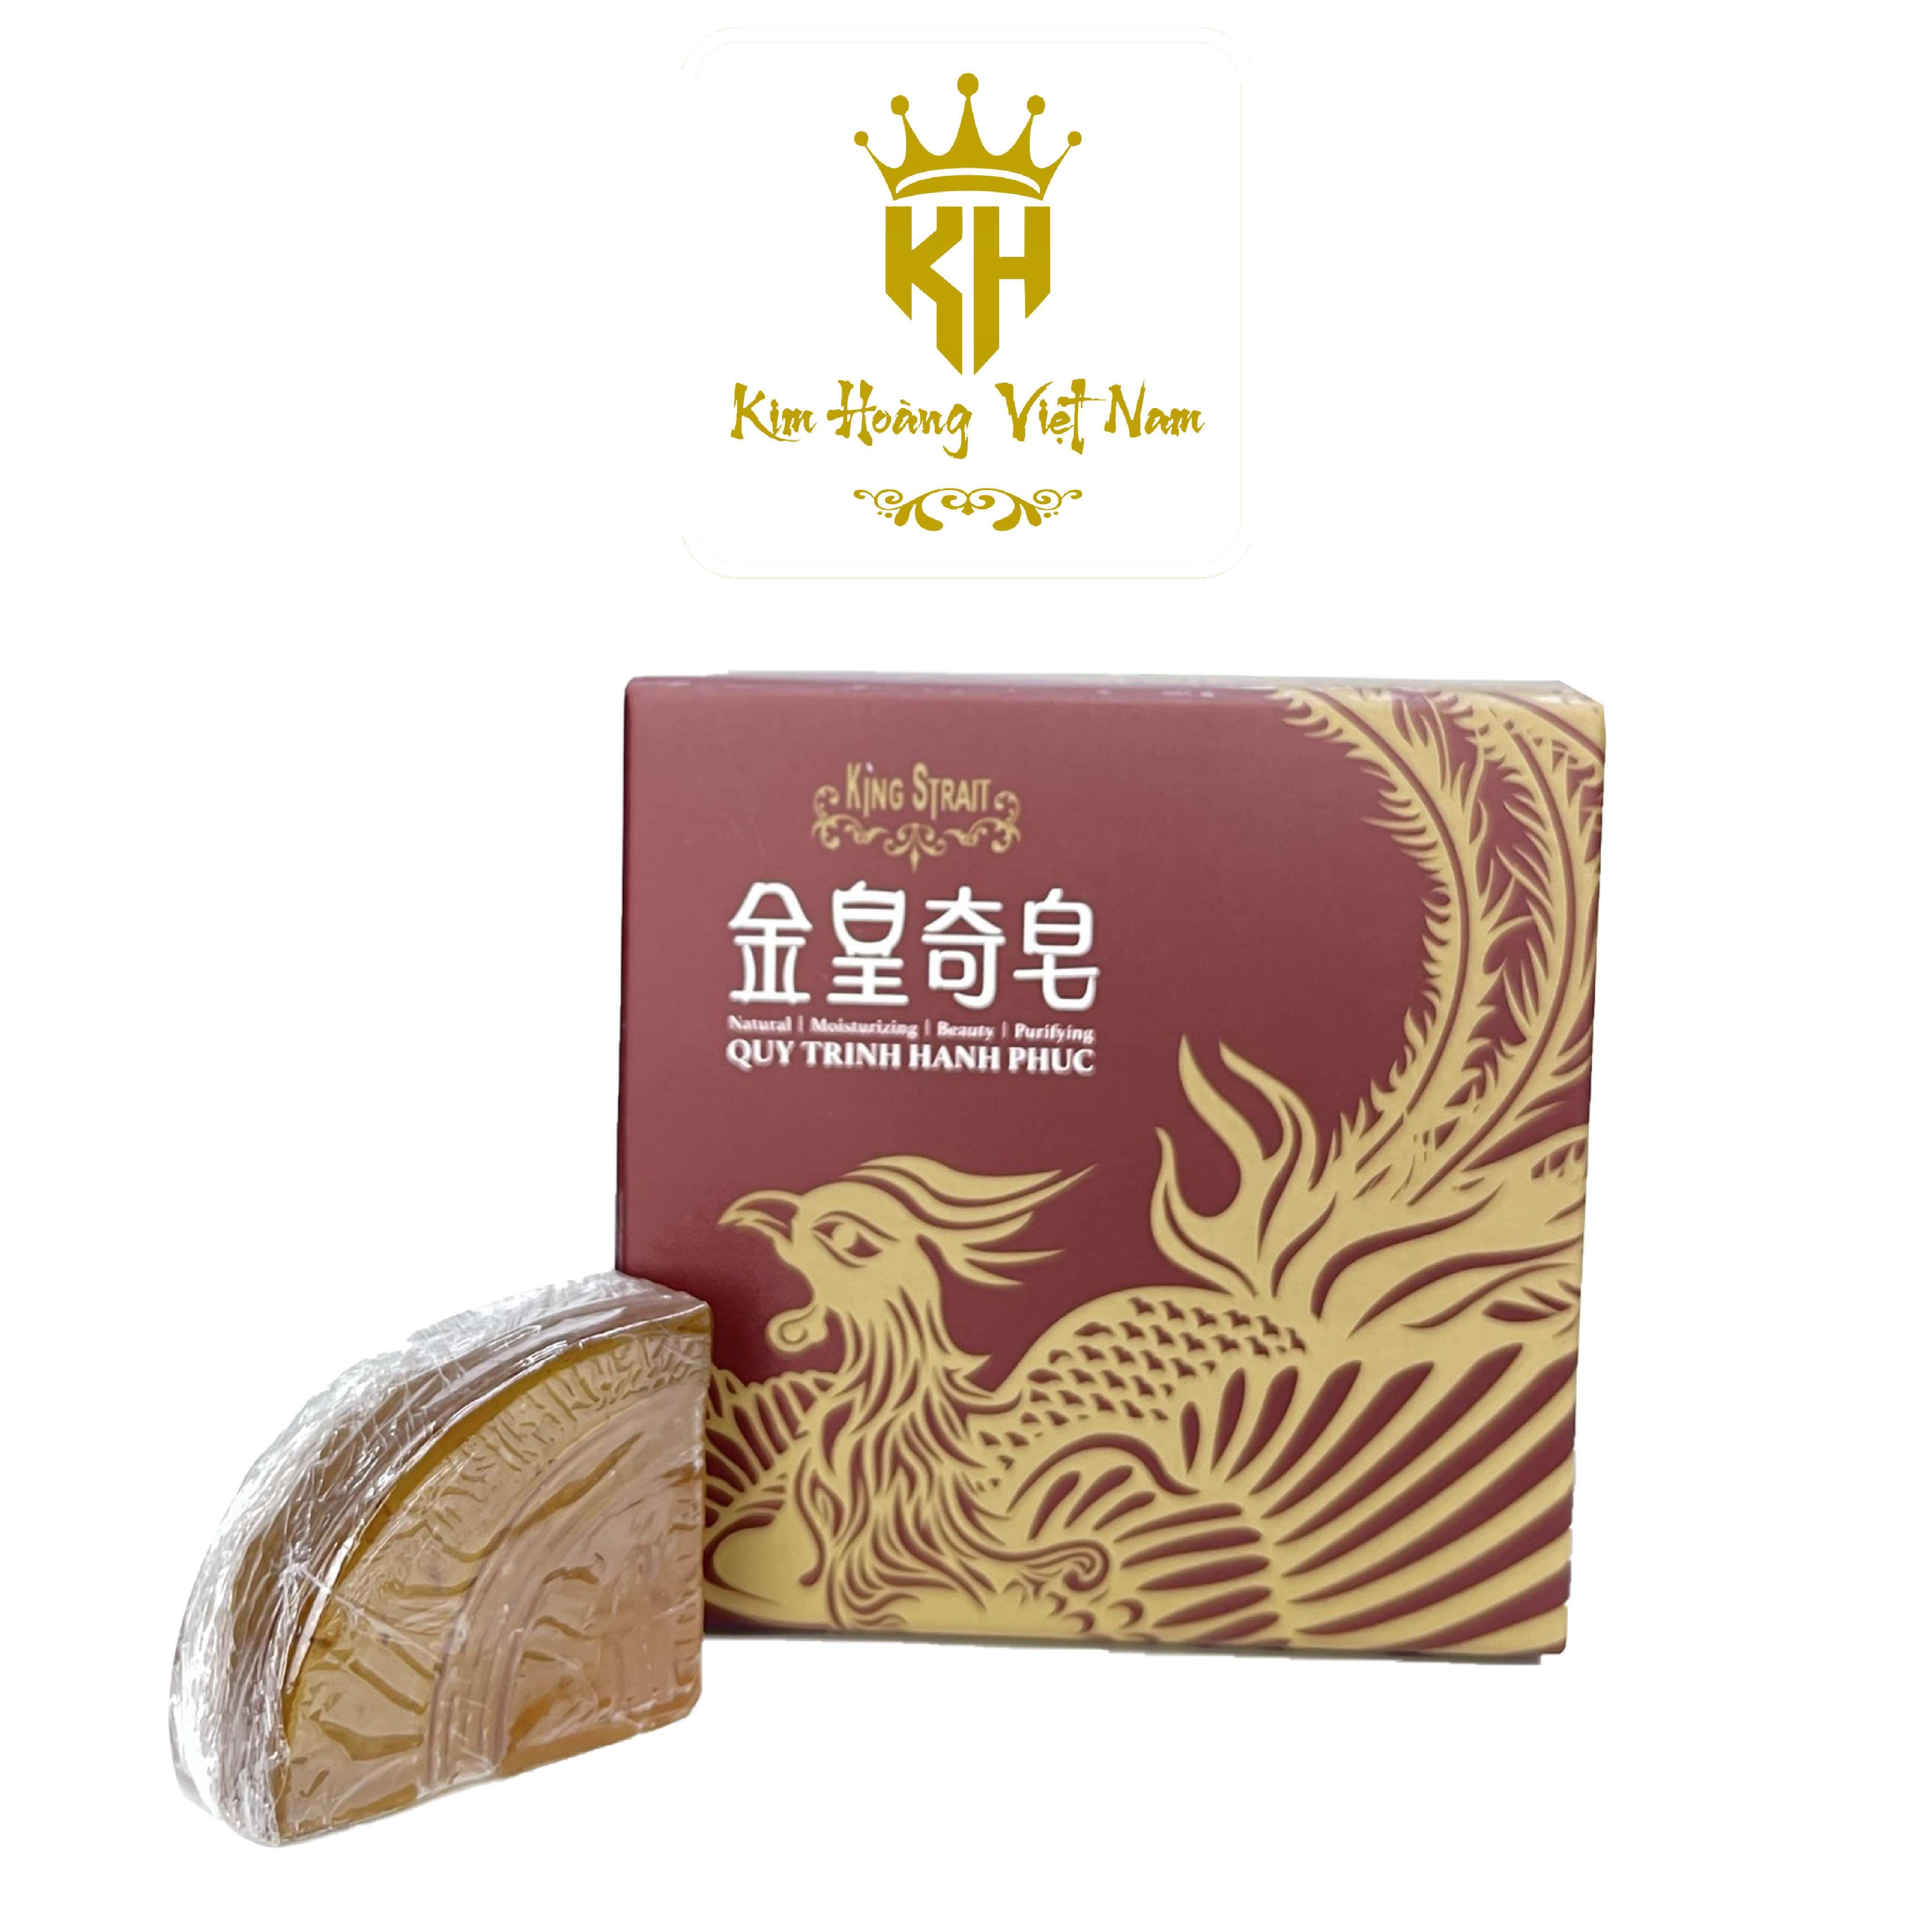 KH
Kim Hoàng Việt Nam
KING STRAIT
金皇奇皂
Natural | Moisturizing | Beauty | Purifying
QUY TRINH HANH PHUC